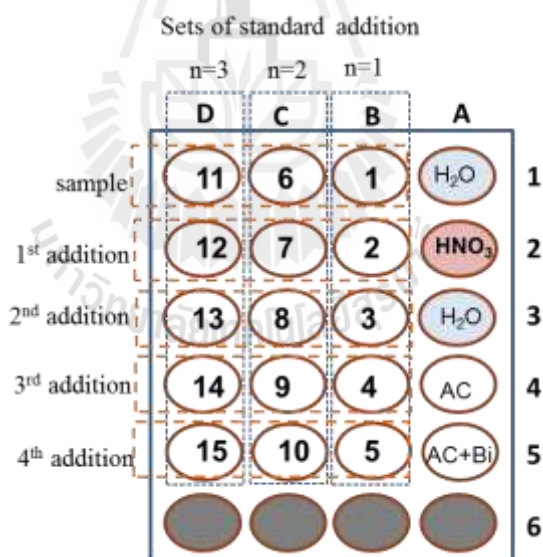 Sets of standard addition
n=3 n=2 n=1
D C B A
sample 11 6 1 H₂O 1
1st addition 12 7 2 HNO₃ 2
2nd addition 13 8 3 H₂O 3
3rd addition 14 9 4 AC 4
4th addition 15 10 5 AC+Bi 5
6